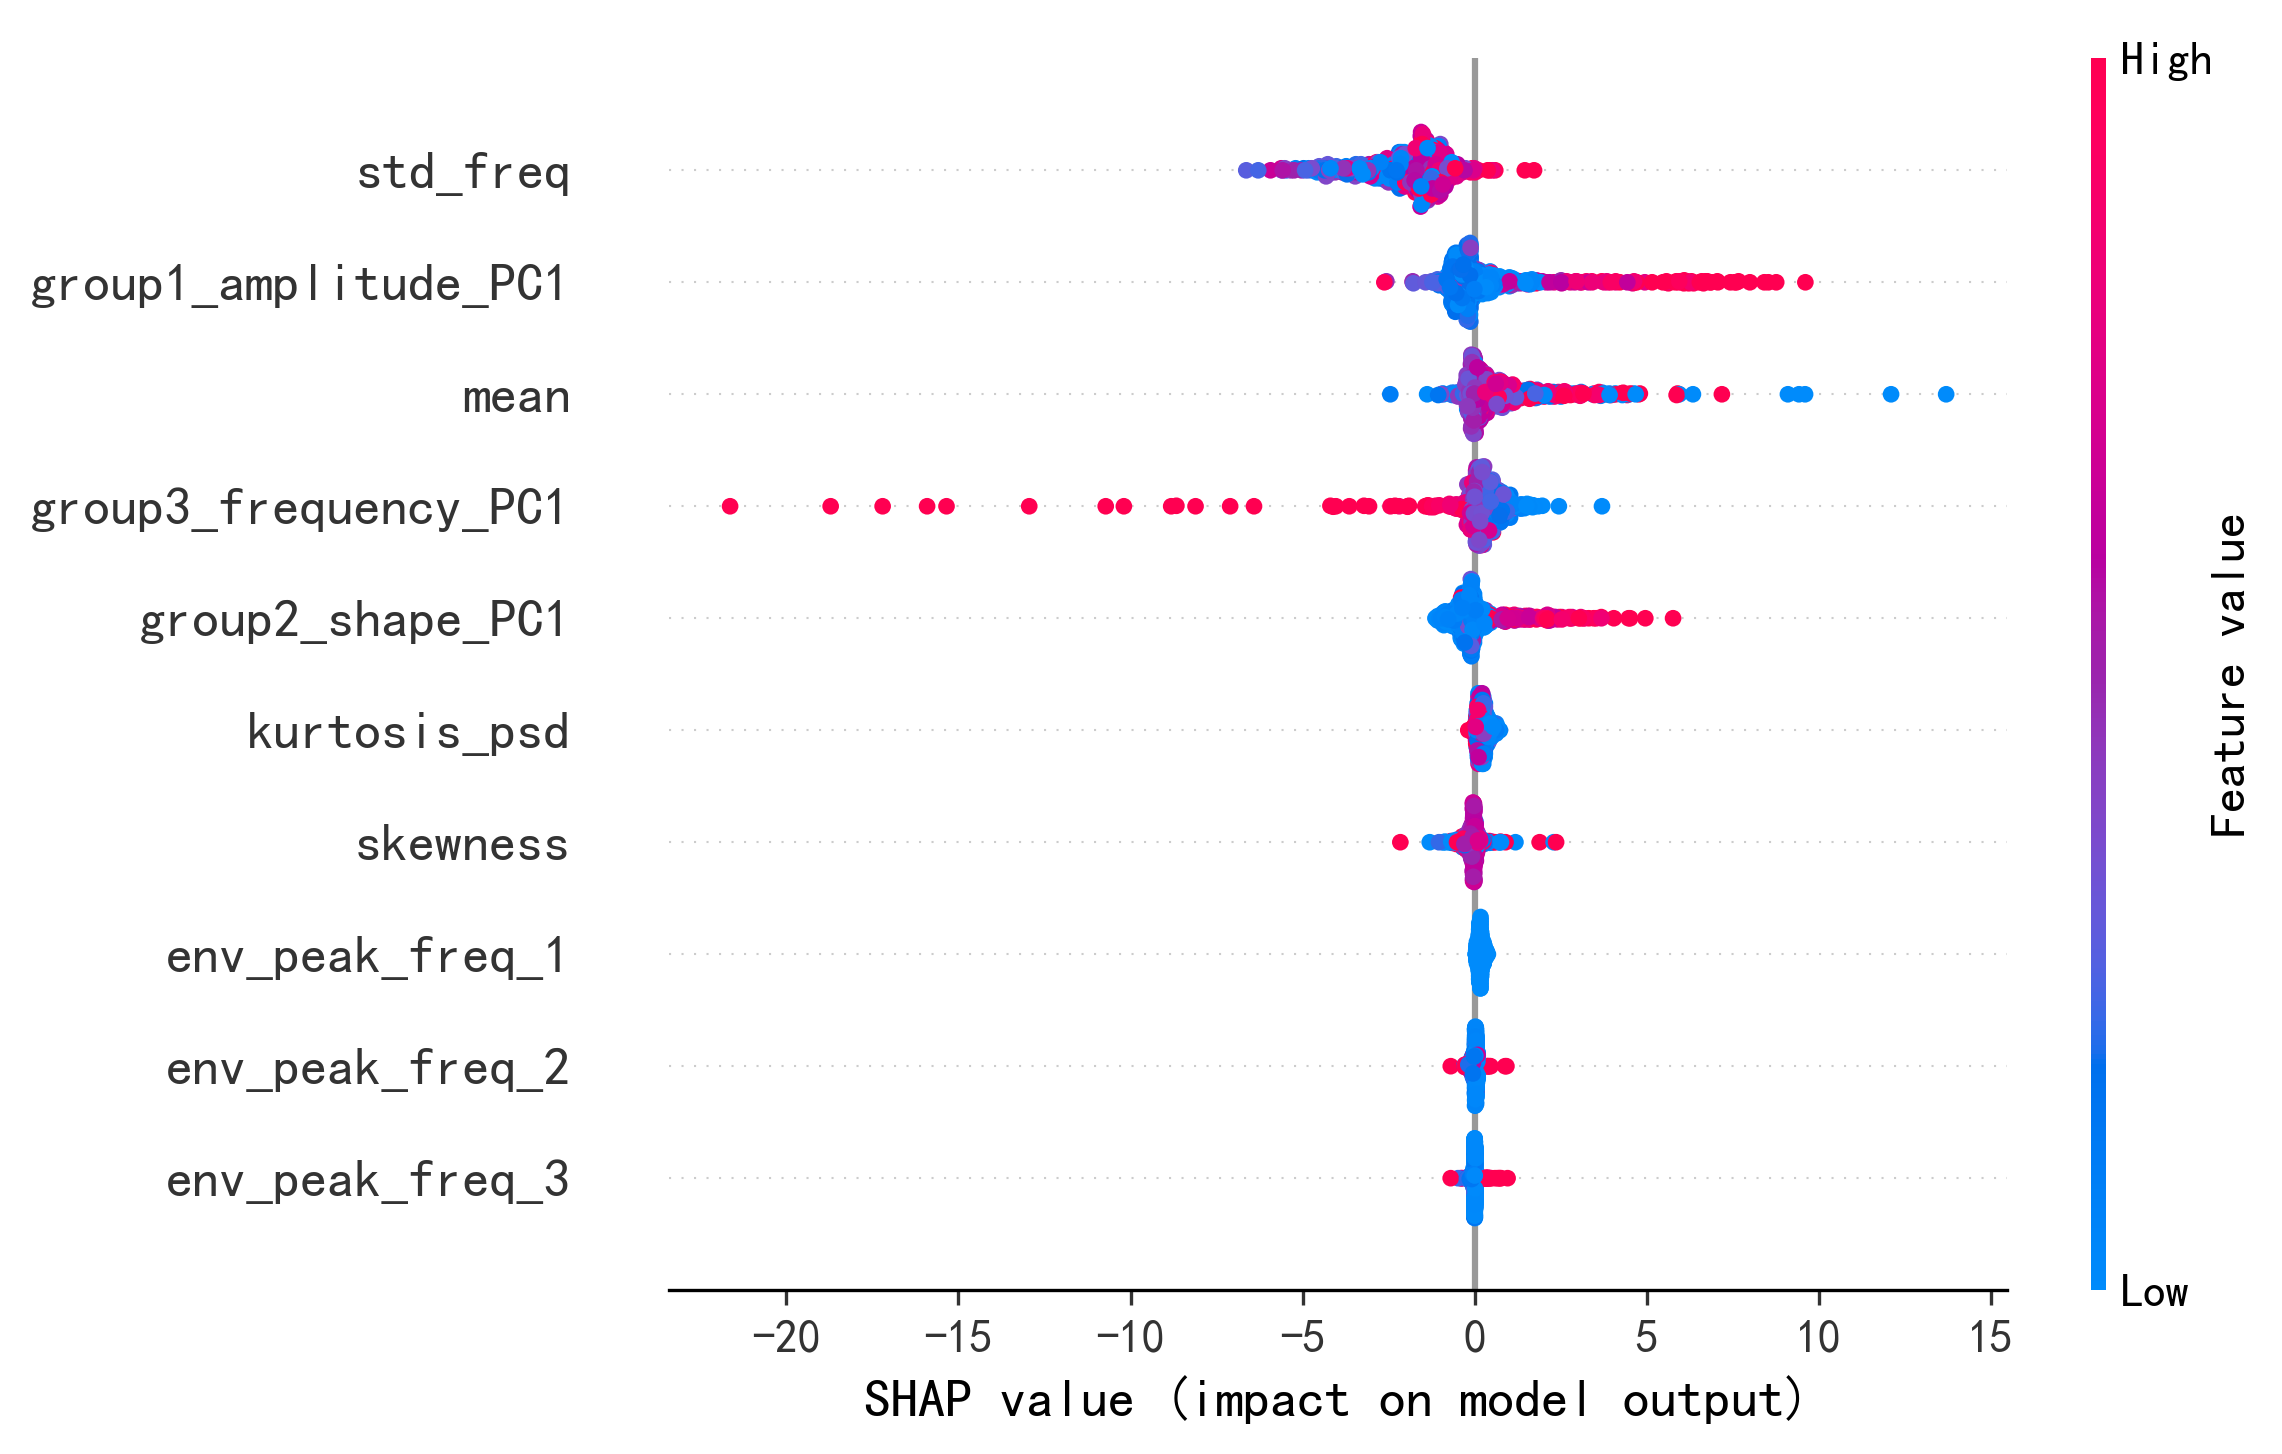 High
std_freq
group1_amplitude_PC1
mean
group3_frequency_PC1
group2_shape_PC1
kurtosis_psd
skewness
env_peak_freq_1
env_peak_freq_2
env_peak_freq_3
Feature value
Low
−20 −15 −10 −5 0 5 10 15
SHAP value (impact on model output)